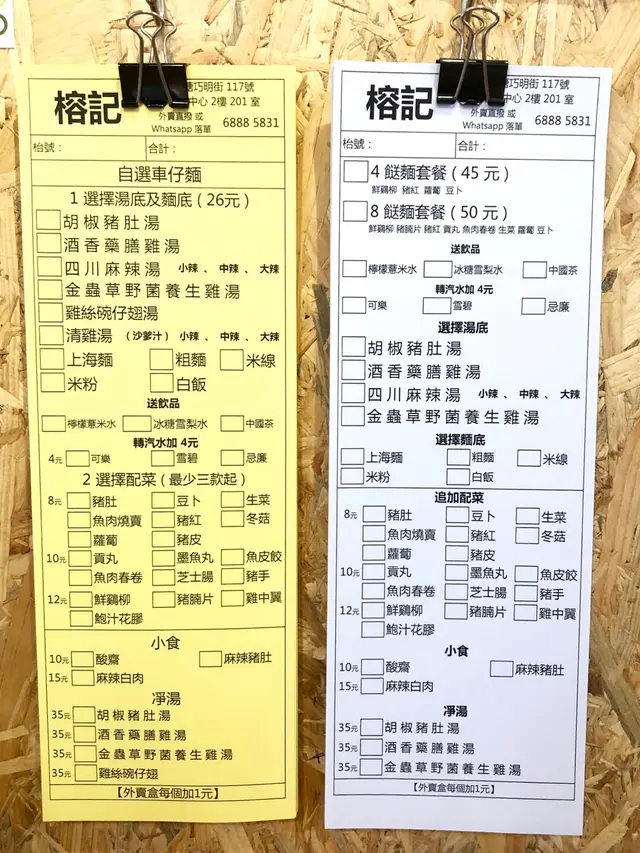 榕記
巧明街 117號
中心 2樓 201 室
外賣直撥 或
Whatsapp 落單
6888 5831
枱號：
合計：
自選車仔麵
1 選擇湯底及麵底 ( 26元 )
胡 椒 豬 肚 湯
酒 香 藥 膳 雞 湯
四 川 麻 辣 湯 小辣 、 中辣 、 大辣
金 蟲 草 野 菌 養 生 雞 湯
雞絲碗仔翅湯
清雞湯 (沙爹汁) 小辣 、 中辣 、 大辣
上海麵 粗麵 米線
米粉 白飯
送飲品
檸檬薏米水 冰糖雪梨水 中國茶
轉汽水加 4元
4元 可樂 雪碧 忌廉
2 選擇配菜 ( 最少三款起 )
8元 豬肚 豆卜 生菜
魚肉燒賣 豬紅 冬菇
蘿蔔 豬皮
10元 貢丸 墨魚丸 魚皮餃
魚肉春卷 芝士腸 豬手
12元 鮮鷄柳 豬腩片 雞中翼
鮑汁花膠
小食
10元 酸齋 麻辣豬肚
15元 麻辣白肉
淨湯
35元 胡 椒 豬 肚 湯
35元 酒 香 藥 膳 雞 湯
35元 金 蟲 草 野 菌 養 生 雞 湯
35元 雞絲碗仔翅
【外賣盒每個加1元】
榕記
巧明街 117號
中心 2樓 201 室
外賣直撥 或
Whatsapp 落單
6888 5831
枱號：
合計：
4 餸麵套餐 ( 45 元 )
鮮鷄柳 豬紅 蘿蔔 豆卜
8 餸麵套餐 ( 50 元 )
鮮鷄柳 豬腩片 豬紅 貢丸 魚肉春卷 生菜 蘿蔔 豆卜
送飲品
檸檬薏米水 冰糖雪梨水 中國茶
轉汽水加 4元
可樂 雪碧 忌廉
選擇湯底
胡 椒 豬 肚 湯
酒 香 藥 膳 雞 湯
四 川 麻 辣 湯 小辣 、 中辣 、 大辣
金 蟲 草 野 菌 養 生 雞 湯
選擇麵底
上海麵 粗麵 米線
米粉 白飯
追加配菜
8元 豬肚 豆卜 生菜
魚肉燒賣 豬紅 冬菇
蘿蔔 豬皮
10元 貢丸 墨魚丸 魚皮餃
魚肉春卷 芝士腸 豬手
12元 鮮鷄柳 豬腩片 雞中翼
鮑汁花膠
小食
10元 酸齋 麻辣豬肚
15元 麻辣白肉
淨湯
35元 胡 椒 豬 肚 湯
35元 酒 香 藥 膳 雞 湯
35元 金 蟲 草 野 菌 養 生 雞 湯
【外賣盒每個加1元】